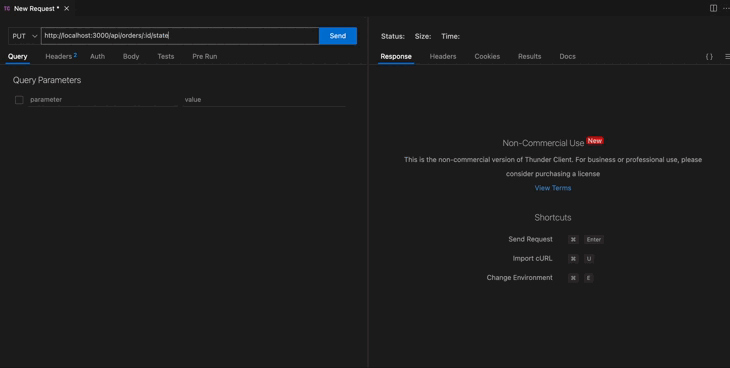 TC New Request *
PUT http://localhost:3000/api/orders/:id/state Send
Status: Size: Time:
Query Headers 2 Auth Body Tests Pre Run
Response Headers Cookies Results Docs { }
Query Parameters
parameter value
Non-Commercial Use New
This is the non-commercial version of Thunder Client. For business or professional use, please
consider purchasing a license
View Terms
Shortcuts
Send Request ⌘ Enter
Import cURL ⌘ U
Change Environment ⌘ E